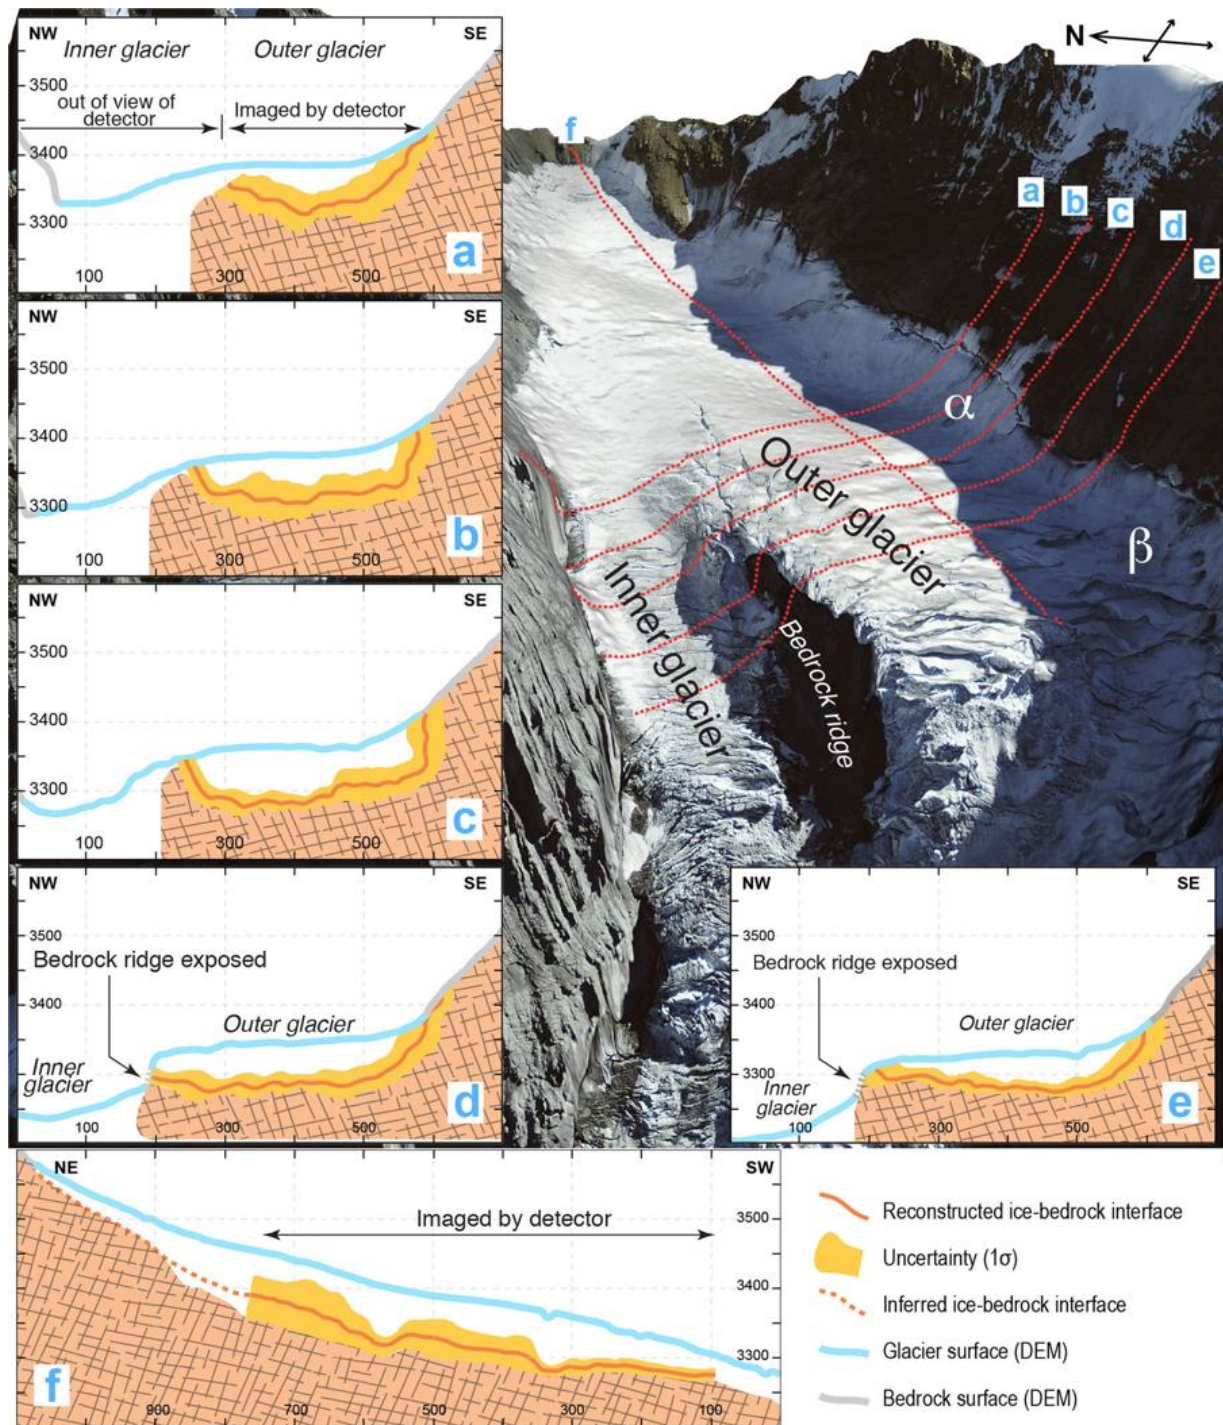 NW
SE
Inner glacier
Outer glacier
out of view of
detector
Imaged by detector
3500
3400
3300
100
300
500
a
NW
SE
3500
3400
3300
100
300
500
b
NW
SE
3500
3400
3300
100
300
500
c
NW
SE
3500
Bedrock ridge exposed
3400
Outer glacier
Inner
glacier
3300
100
300
500
d
N
f
a
b
c
d
e
α
β
Outer glacier
Inner glacier
Bedrock ridge
NW
SE
3500
Bedrock ridge exposed
3400
Outer glacier
3300
Inner
glacier
100
300
500
e
NE
SW
Imaged by detector
3500
3400
3300
900
700
500
300
100
f
Reconstructed ice-bedrock interface
Uncertainty (1σ)
Inferred ice-bedrock interface
Glacier surface (DEM)
Bedrock surface (DEM)